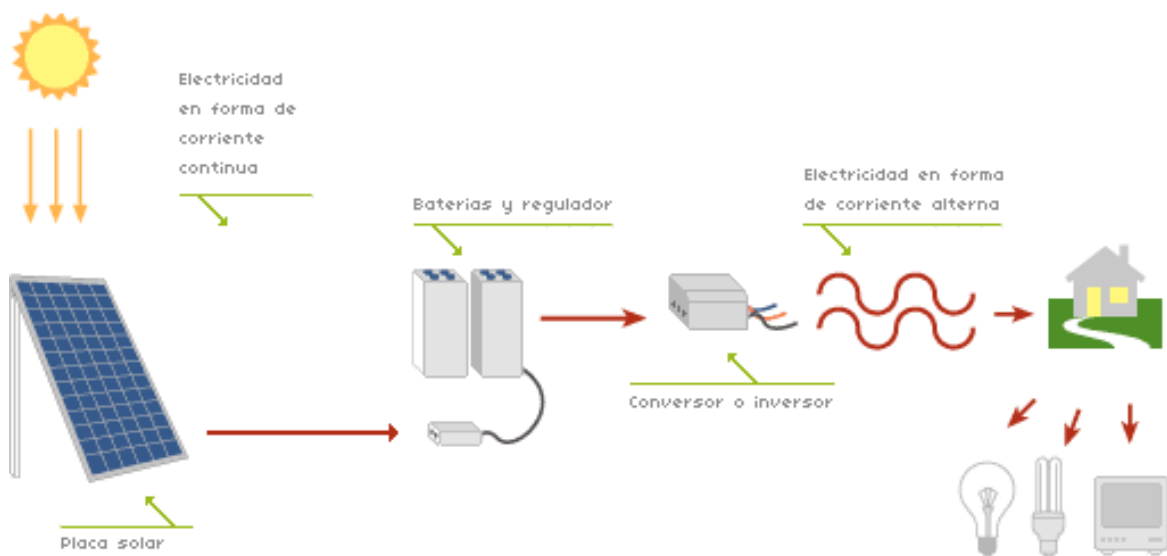 Electricidad
en forma de
corriente
continua
Baterias y regulador
Electricidad en forma
de corriente alterna
Conversor o inversor
Placa solar